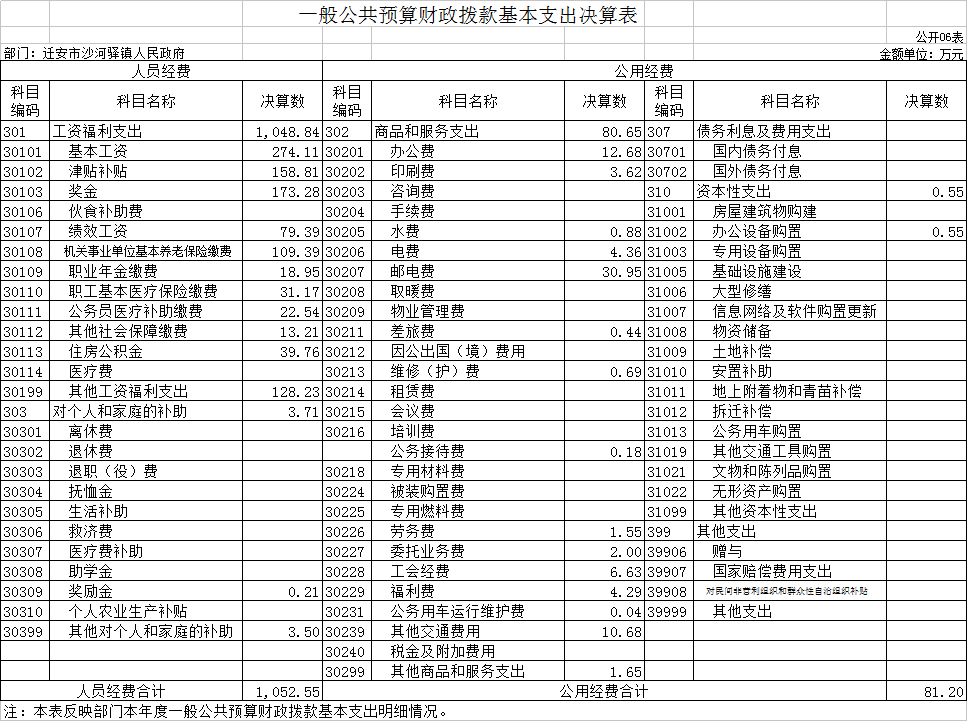 一般公共预算财政拨款基本支出决算表
公开06表
部门：迁安市沙河驿镇人民政府 金额单位：万元
人员经费 公用经费
科目编码 科目名称 决算数 科目编码 科目名称 决算数 科目编码 科目名称 决算数
301 工资福利支出 1,048.84 302 商品和服务支出 80.65 307 债务利息及费用支出
30101 基本工资 274.11 30201 办公费 12.68 30701 国内债务付息
30102 津贴补贴 158.81 30202 印刷费 3.62 30702 国外债务付息
30103 奖金 173.28 30203 咨询费 310 资本性支出 0.55
30106 伙食补助费 30204 手续费 31001 房屋建筑物购建
30107 绩效工资 79.39 30205 水费 0.88 31002 办公设备购置 0.55
30108 机关事业单位基本养老保险缴费 109.39 30206 电费 4.36 31003 专用设备购置
30109 职业年金缴费 18.95 30207 邮电费 30.95 31005 基础设施建设
30110 职工基本医疗保险缴费 31.17 30208 取暖费 31006 大型修缮
30111 公务员医疗补助缴费 22.54 30209 物业管理费 31007 信息网络及软件购置更新
30112 其他社会保障缴费 13.21 30211 差旅费 0.44 31008 物资储备
30113 住房公积金 39.76 30212 因公出国（境）费用 31009 土地补偿
30114 医疗费 30213 维修（护）费 0.69 31010 安置补助
30199 其他工资福利支出 128.23 30214 租赁费 31011 地上附着物和青苗补偿
303 对个人和家庭的补助 3.71 30215 会议费 31012 拆迁补偿
30301 离休费 30216 培训费 31013 公务用车购置
30302 退休费 公务接待费 0.18 31019 其他交通工具购置
30303 退职（役）费 30218 专用材料费 31021 文物和陈列品购置
30304 抚恤金 30224 被装购置费 31022 无形资产购置
30305 生活补助 30225 专用燃料费 31099 其他资本性支出
30306 救济费 30226 劳务费 1.55 399 其他支出
30307 医疗费补助 30227 委托业务费 2.00 39906 赠与
30308 助学金 30228 工会经费 6.63 39907 国家赔偿费用支出
30309 奖励金 0.21 30229 福利费 4.29 39908 对民间非营利组织和群众性自治组织补贴
30310 个人农业生产补贴 30231 公务用车运行维护费 0.04 39999 其他支出
30399 其他对个人和家庭的补助 3.50 30239 其他交通费用 10.68
30240 税金及附加费用
30299 其他商品和服务支出 1.65
人员经费合计 1,052.55 公用经费合计 81.20
注：本表反映部门本年度一般公共预算财政拨款基本支出明细情况。